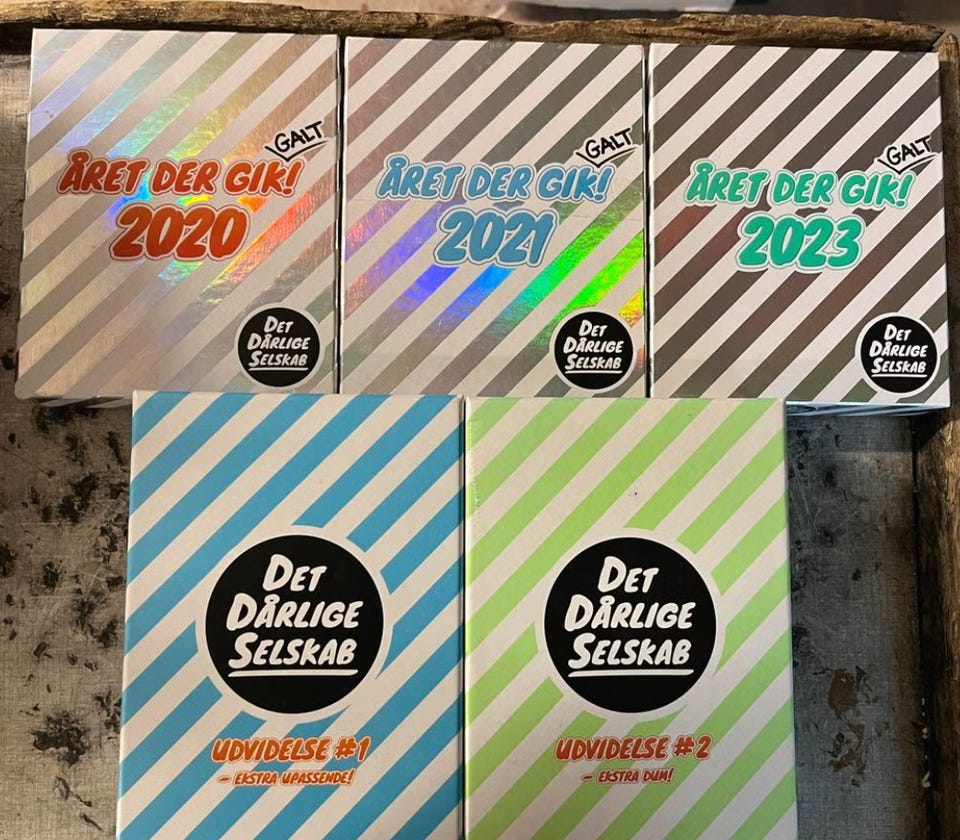 GALT
ÅRET DER GIK!
2020
DET
DÅRLIGE
SELSKAB
GALT
ÅRET DER GIK!
2021
DET
DÅRLIGE
SELSKAB
GALT
ÅRET DER GIK!
2023
DET
DÅRLIGE
SELSKAB
DET
DÅRLIGE
SELSKAB
UDVIDELSE #1
– EKSTRA UPASSENDE!
DET
DÅRLIGE
SELSKAB
UDVIDELSE #2
– EKSTRA DUM!